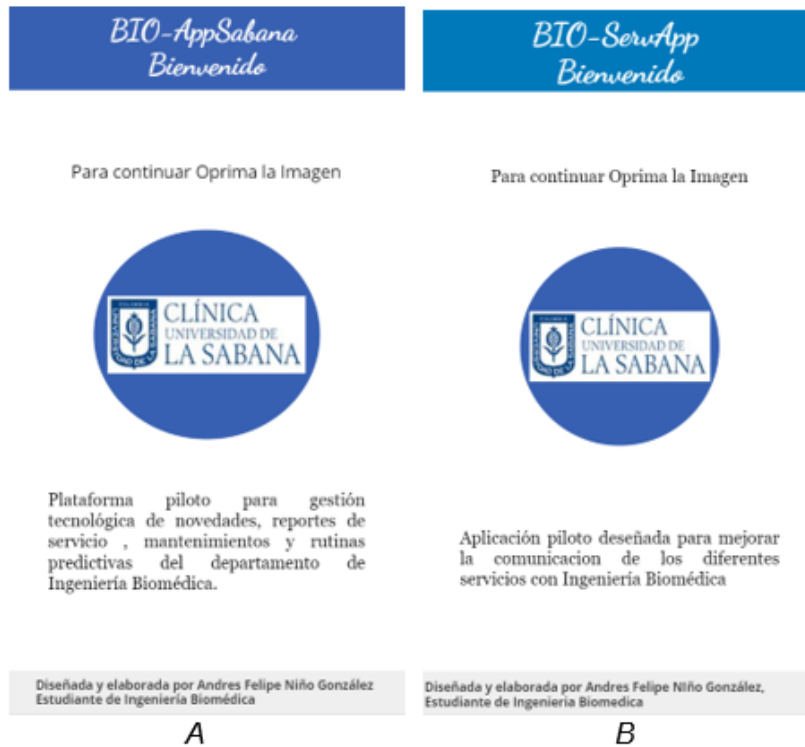 BIO-AppSabana
Bienvenido
Para continuar Oprima la Imagen
CLÍNICA
UNIVERSIDAD DE
LA SABANA
Plataforma piloto para gestión
tecnológica de novedades, reportes de
servicio , mantenimientos y rutinas
predictivas del departamento de
Ingeniería Biomédica.
Diseñada y elaborada por Andres Felipe Niño González
Estudiante de Ingeniería Biomédica
A
BIO-ServApp
Bienvenido
Para continuar Oprima la Imagen
CLÍNICA
UNIVERSIDAD DE
LA SABANA
Aplicación piloto deseñada para mejorar
la comunicacion de los diferentes
servicios con Ingeniería Biomédica
Diseñada y elaborada por Andres Felipe NIño González,
Estudiante de Ingenieria Biomedica
B